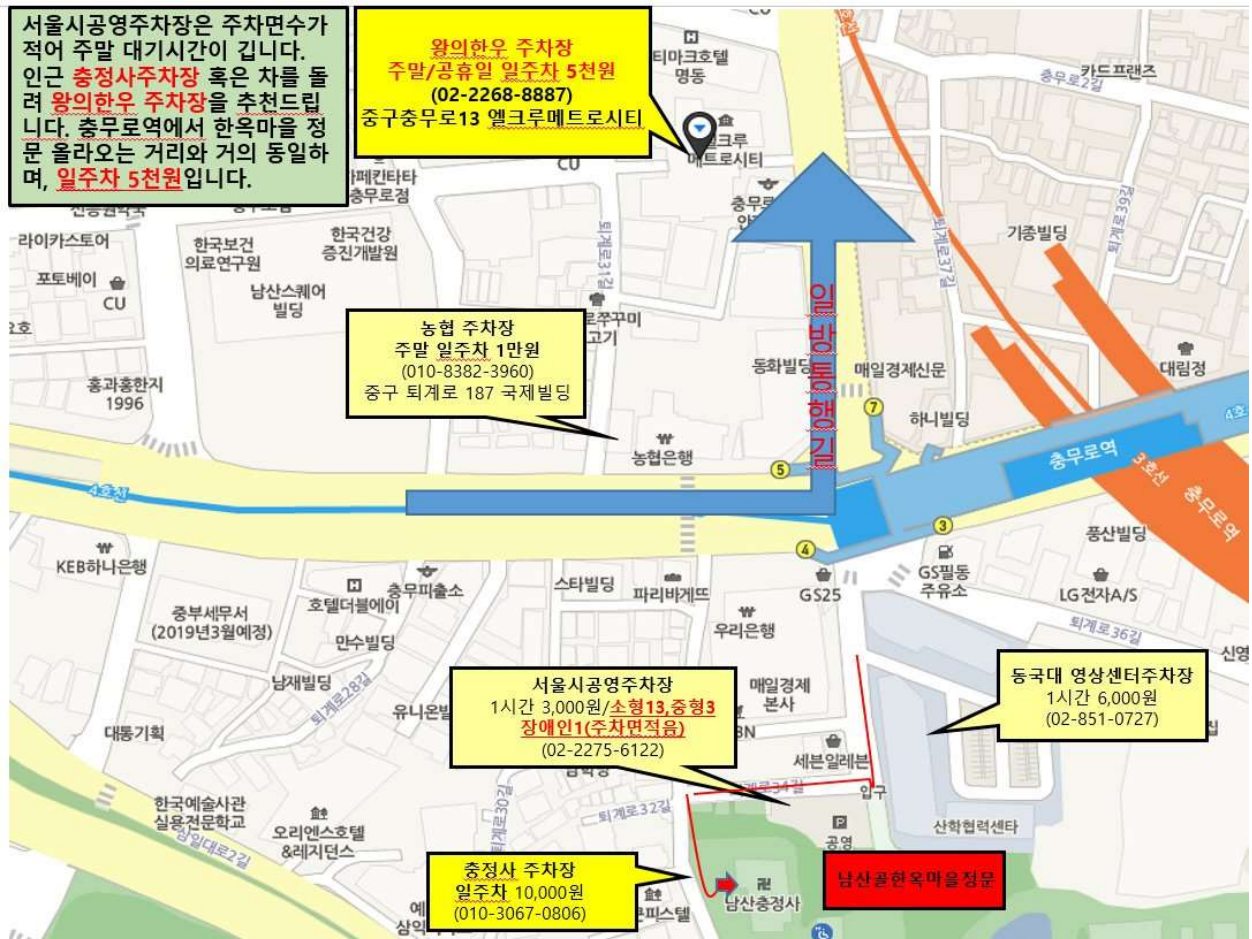 서울시공영주차장은 주차면수가
적어 주말 대기시간이 깁니다.
인근 충정사주차장 혹은 차를 돌
려 왕의한우 주차장을 추천드립
니다. 충무로역에서 한옥마을 정
문 올라오는 거리와 거의 동일하
며, 일주차 5천원입니다.
왕의한우 주차장
주말/공휴일 일주차 5천원
(02-2268-8887)
중구충무로13 엘크루메트로시티
CU
티마크호텔
명동
충무로2길
카드프랜즈
메트로시티
CU
충무로점
퇴계로31길
퇴계로37길
퇴계로39길
가종빌딩
라이카스토어
포토베이
CU
한국보건
의료연구원
한국건강
증진개발원
남산스퀘어
빌딩
홍과홍한지
1996
농협 주차장
주말 일주차 1만원
(010-8382-3960)
중구 퇴계로 187 국제빌딩
일방통행길
동화빌딩
매일경제신문
대림정
하니빌딩
7
5
농협은행
4호선
충무로역
3호선
충무로역
4
3
풍산빌딩
KEB하나은행
중부세무서
(2019년3월예정)
호텔더블에이
충무피출소
만수빌딩
스타빌딩
파리바게뜨
GS25
GS필동
주유소
LG전자A/S
우리은행
퇴계로36길
남재빌딩
퇴계로28길
대통기획
서울시공영주차장
1시간 3,000원/소형13,중형3
장애인1(주차면적음)
(02-2275-6122)
매일경제
본사
세븐일레븐
동국대 영상센터주차장
1시간 6,000원
(02-851-0727)
퇴계로34길
입구
퇴계로32길
퇴계로30길
한국예술사관
실용전문학교
삼일대로2길
오리엔스호텔
&레지던스
P
공영
산학협력센타
충정사 주차장
일주차 10,000원
(010-3067-0806)
남산충정사
남산골한옥마을정문